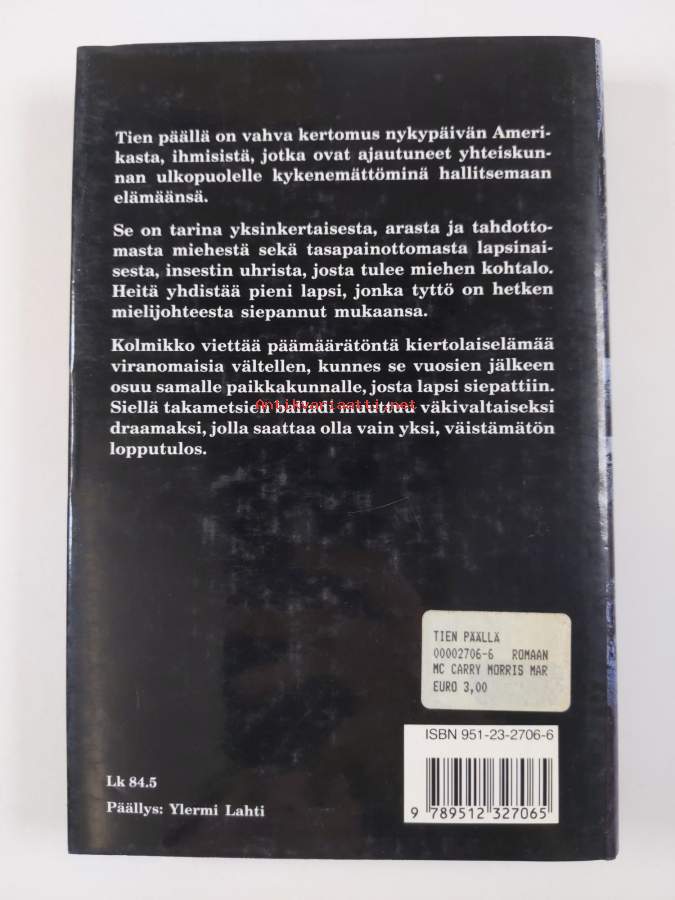 Tien päällä on vahva kertomus nykypäivän Ameri-
kasta, ihmisistä, jotka ovat ajautuneet yhteiskun-
nan ulkopuolelle kykenemättöminä hallitsemaan
elämäänsä.
Se on tarina yksinkertaisesta, arasta ja tahdotto-
masta miehestä sekä tasapainottomasta lapsinai-
sesta, insestin uhrista, josta tulee miehen kohtalo.
Heitä yhdistää pieni lapsi, jonka tyttö on hetken
mielijohteesta siepannut mukaansa.
Kolmikko viettää päämäärätöntä kiertolaiselämää
viranomaisia vältellen, kunnes se vuosien jälkeen
osuu samalle paikkakunnalle, josta lapsi siepattiin.
Siellä takametsien balladi muuttuu väkivaltaiseksi
draamaksi, jolla saattaa olla vain yksi, väistämätön
lopputulos.
Antikvariaatti.net
TIEN PÄÄLLÄ
00002706-6 ROMAAN
MC CARRY MORRIS MAR
EURO 3,00
ISBN 951-23-2706-6
9 789512 327065
Lk 84.5
Päällys: Ylermi Lahti